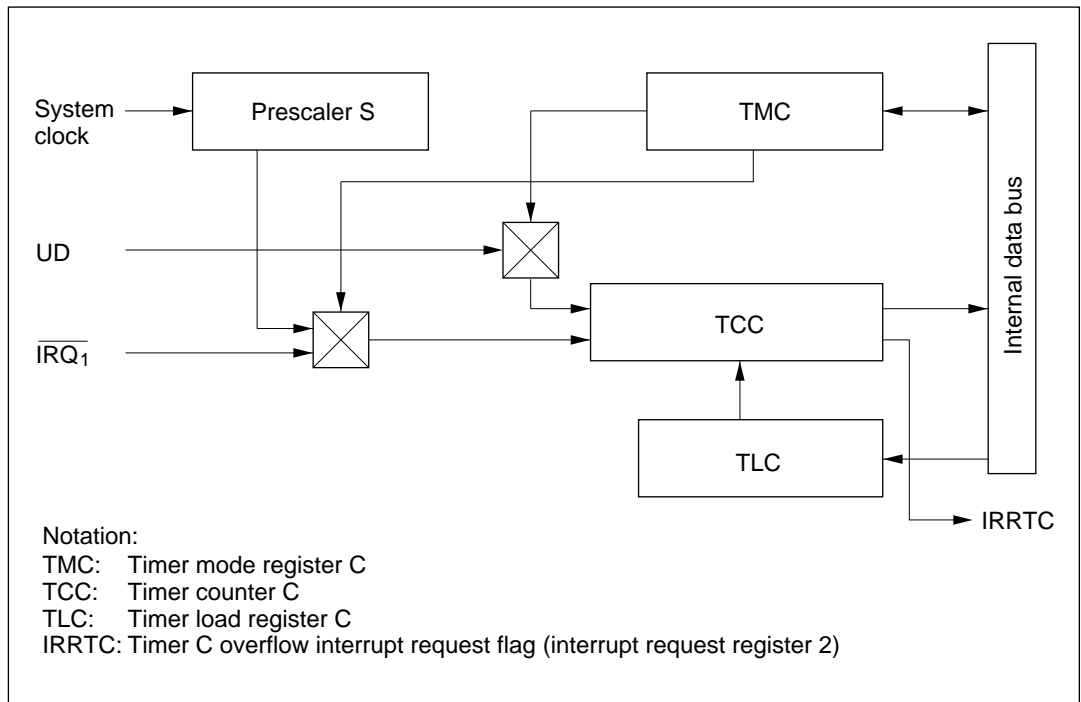 System
clock
Prescaler S
TMC
Internal data bus
UD
TCC
IRQ1
TLC
IRRTC
Notation:
TMC: Timer mode register C
TCC: Timer counter C
TLC: Timer load register C
IRRTC: Timer C overflow interrupt request flag (interrupt request register 2)